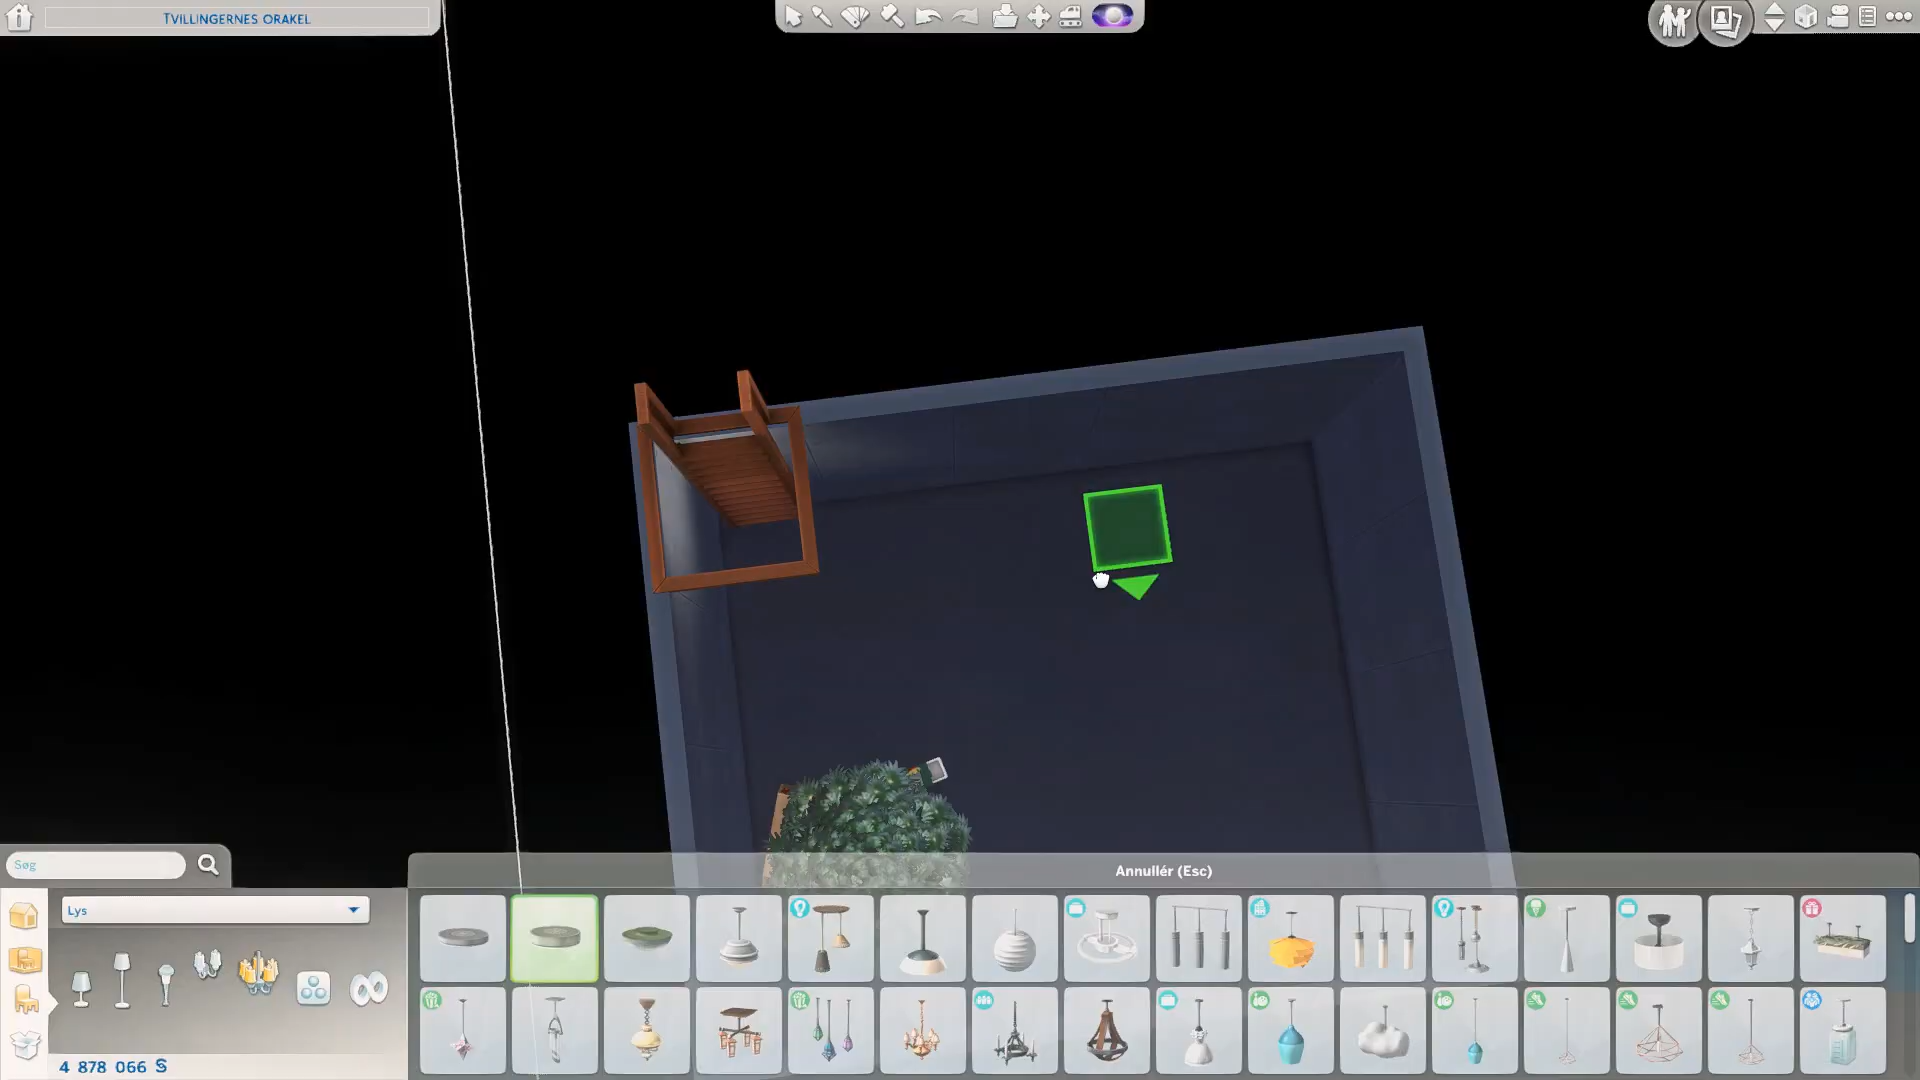 TVILLINGERNES ORAKEL
Annullér (Esc)
Søg
Lys
4 878 066 S